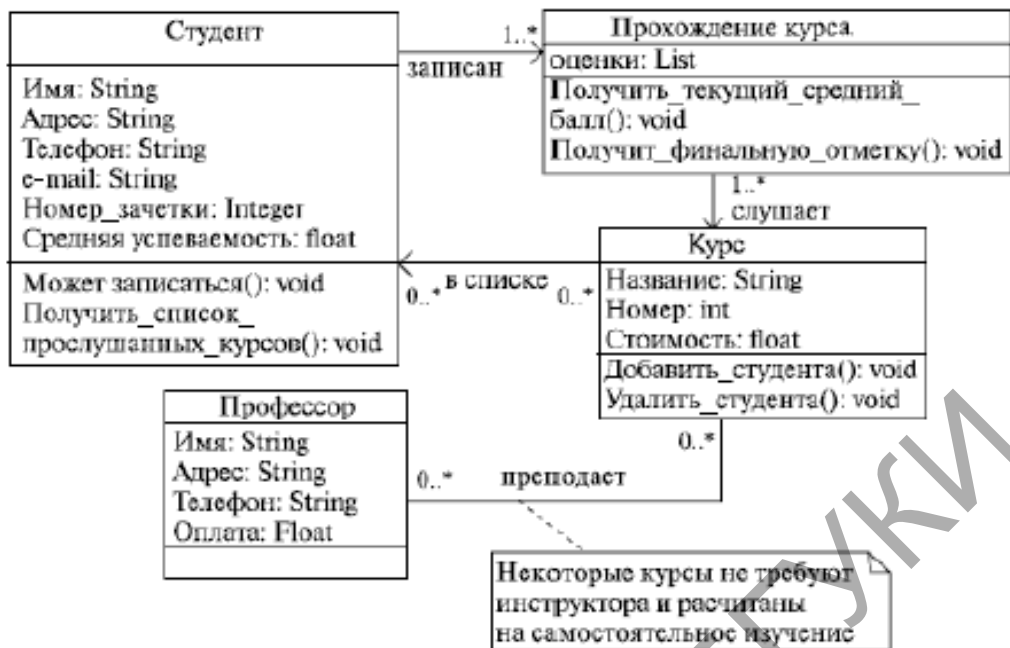 Студент
Имя: String
Адрес: String
Телефон: String
e-mail: String
Номер_зачетки: Integer
Средняя успеваемость: float
Может записаться(): void
Получить_список_
прослушанных_курсов(): void
1..*
записан
Прохождение курса
оценки: List
Получить_текущий_средний_
балл(): void
Получит_финальную_отметку(): void
1..*
слушает
Курс
Название: String
Номер: int
Стоимость: float
Добавить_студента(): void
Удалить_студента(): void
0..* в списке 0..*
Профессор
Имя: String
Адрес: String
Телефон: String
Оплата: Float
0..* преподает
0..*
Некоторые курсы не требуют
инструктора и расчитаны
на самостоятельное изучение
ГУКИ